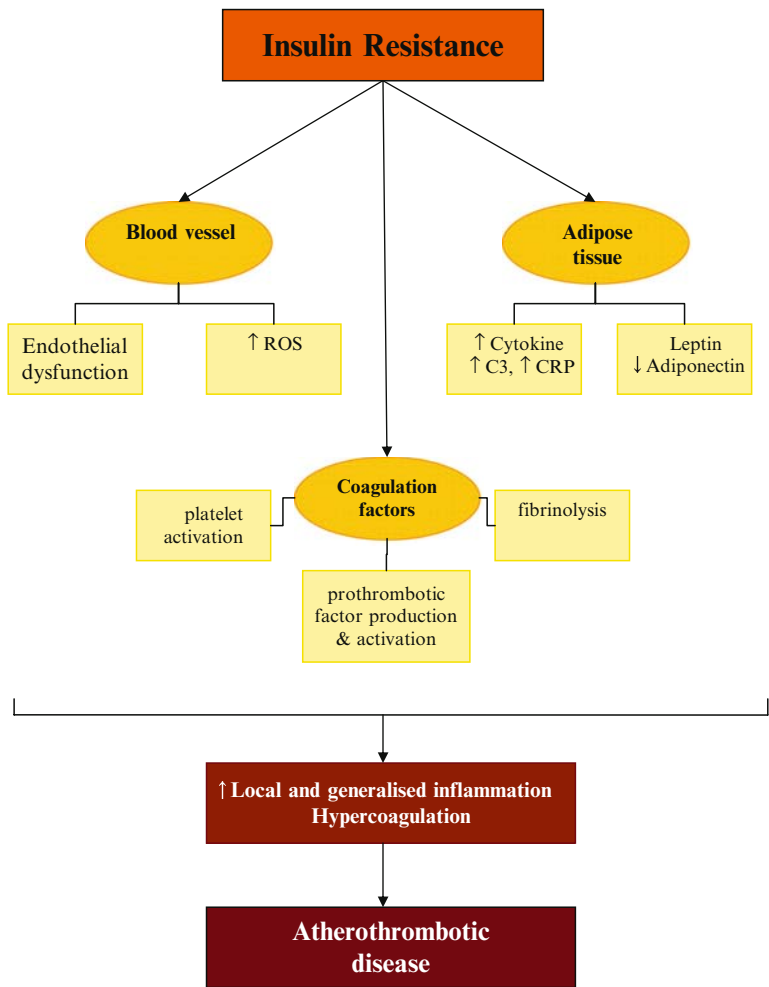 Insulin Resistance
Blood vessel
Adipose
tissue
Endothelial
dysfunction
↑ ROS
↑ Cytokine
↑ C3, ↑ CRP
Leptin
↓ Adiponectin
Coagulation
factors
platelet
activation
fibrinolysis
prothrombotic
factor production
& activation
↑ Local and generalised inflammation
Hypercoagulation
Atherothrombotic
disease